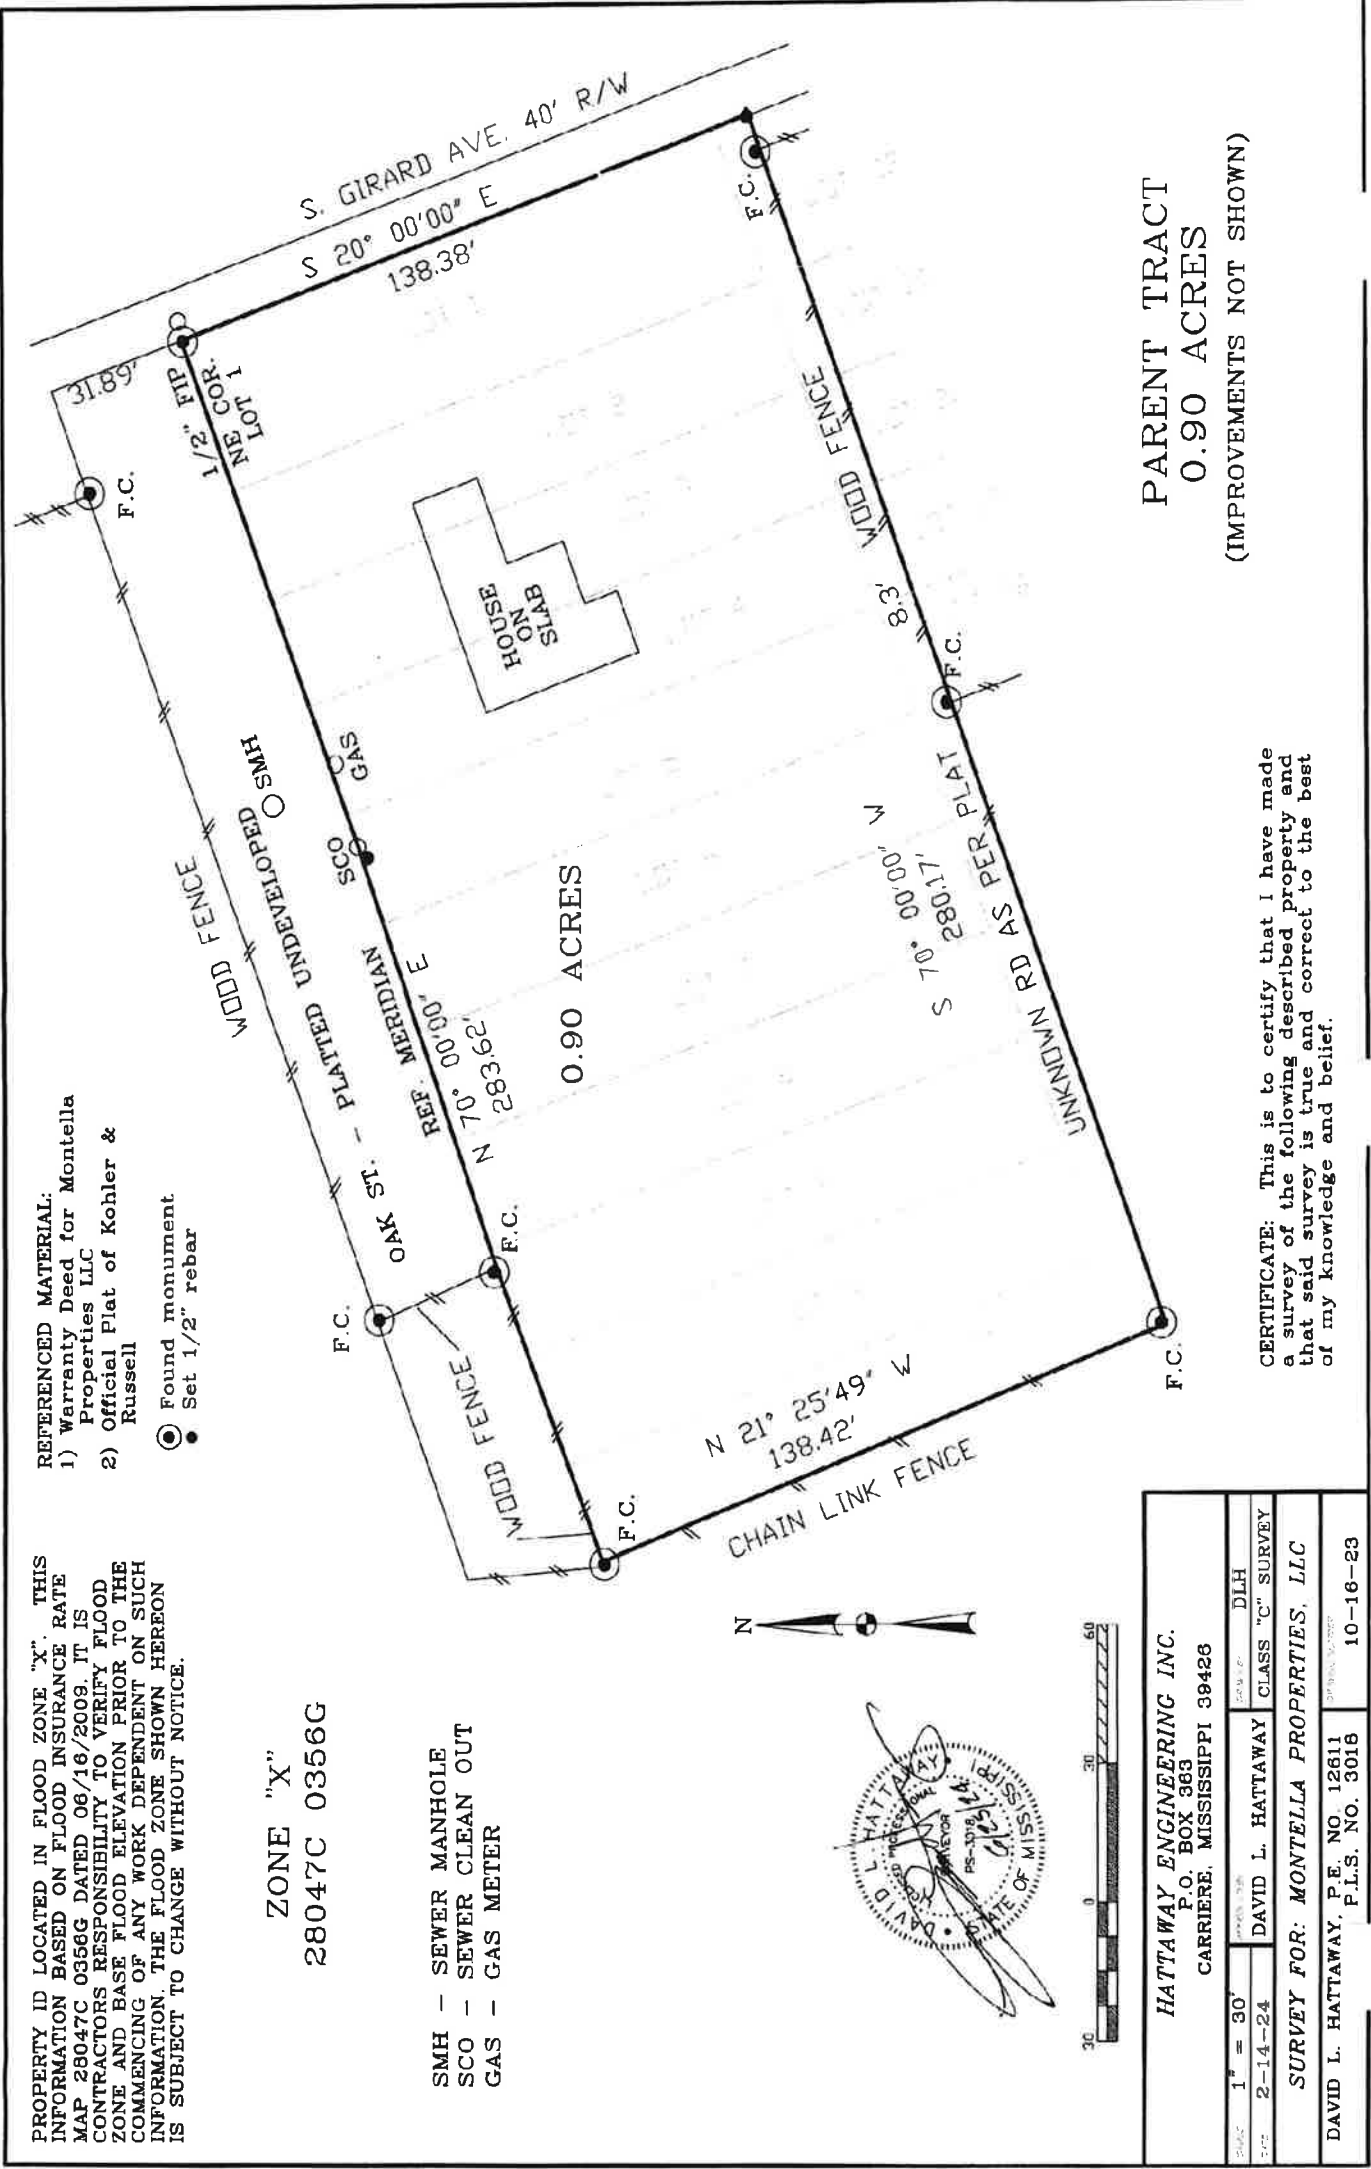 PROPERTY ID LOCATED IN FLOOD ZONE "X". THIS
INFORMATION BASED ON FLOOD INSURANCE RATE
MAP 28047C 0356G DATED 06/16/2009. IT IS
CONTRACTORS RESPONSIBILITY TO VERIFY FLOOD
ZONE AND BASE FLOOD ELEVATION PRIOR TO THE
COMMENCING OF ANY WORK DEPENDENT ON SUCH
INFORMATION. THE FLOOD ZONE SHOWN HEREON
IS SUBJECT TO CHANGE WITHOUT NOTICE.
ZONE "X"
28047C 0356G
SMH - SEWER MANHOLE
SCO - SEWER CLEAN OUT
GAS - GAS METER
REFERENCED MATERIAL:
1) Warranty Deed for Montella
Properties LLC
2) Official Plat of Kohler &
Russell
Found monument
Set 1/2" rebar
31.89'
F.C.
1/2" FIP
NE COR.
LOT 1
S. GIRARD AVE. 40' R/W
S 20° 00'00" E
138.38'
WOOD FENCE
OAK ST. - PLATTED UNDEVELOPED
SMH
SCO
GAS
REF. MERIDIAN
N 70° 00'00" E
283.62'
F.C.
F.C.
WOOD FENCE
F.C.
HOUSE
ON
SLAB
0.90 ACRES
N 21° 25'49" W
138.42'
CHAIN LINK FENCE
F.C.
S 70° 00'00" W
280.17'
UNKNOWN RD AS PER PLAT
F.C.
8.3'
WOOD FENCE
F.C.
PARENT TRACT
0.90 ACRES
(IMPROVEMENTS NOT SHOWN)
CERTIFICATE: This is to certify that I have made
a survey of the following described property and
that said survey is true and correct to the best
of my knowledge and belief.
N
DAVID L. HATTAWAY
PROFESSIONAL
SURVEYOR
PS-3018
STATE OF MISSISSIPPI
30 0 30 60
HATTAWAY ENGINEERING INC.
P.O. BOX 363
CARRIERE, MISSISSIPPI 39426
1" = 30'
DLH
2-14-24
DAVID L. HATTAWAY
CLASS "C" SURVEY
SURVEY FOR: MONTELLA PROPERTIES, LLC
DAVID L. HATTAWAY, P.E. NO. 12611
P.L.S. NO. 3018
10-16-23